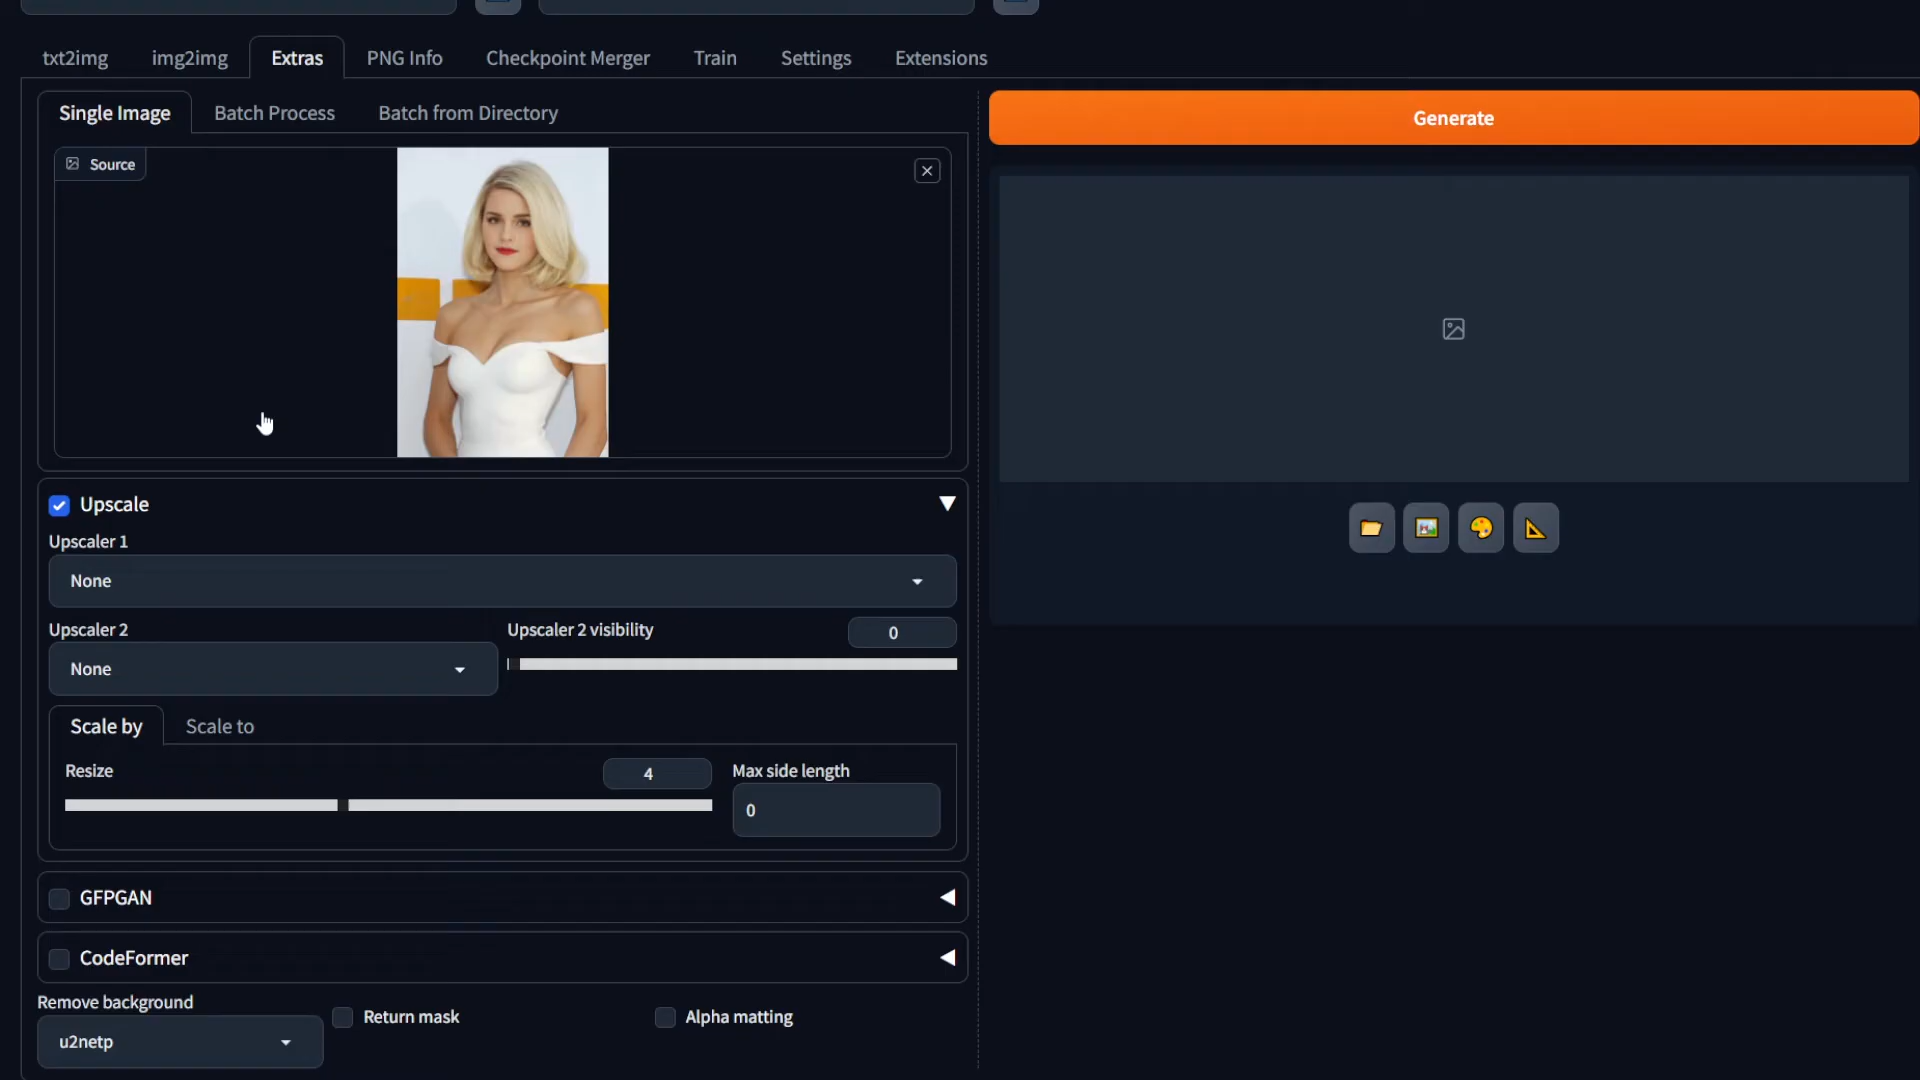 txt2img img2img Extras PNG Info Checkpoint Merger Train Settings Extensions
Single Image Batch Process Batch from Directory
Generate
Source
Upscale
Upscaler 1
None
Upscaler 2
Upscaler 2 visibility
0
None
Scale by Scale to
Resize
4
Max side length
0
GFPGAN
CodeFormer
Remove background
Return mask
Alpha matting
u2netp